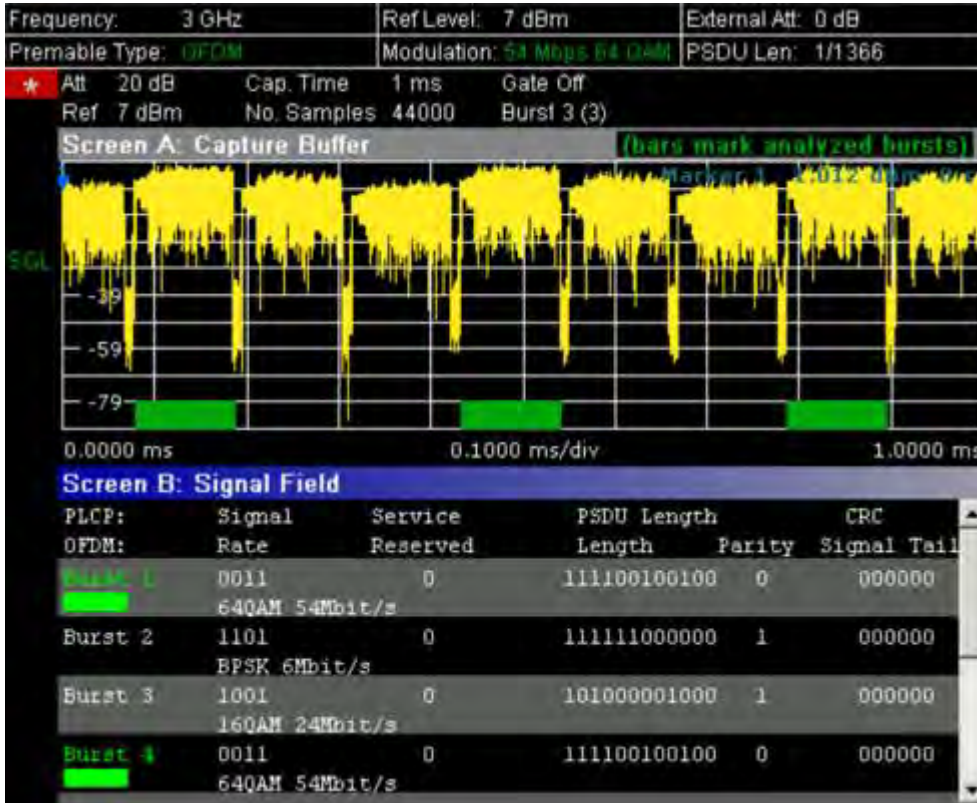 Frequency: 3 GHz Ref Level: 7 dBm External Att: 0 dB
Premable Type: OFDM Modulation: 54 Mbps 64 QAM PSDU Len: 1/1366
* Att 20 dB Cap. Time 1 ms Gate Off
Ref 7 dBm No. Samples 44000 Burst 3 (3)
Screen A: Capture Buffer (bars mark analyzed bursts)
Marker 1
SGL
-39
-59
-79
0.0000 ms 0.1000 ms/div 1.0000 ms
Screen B: Signal Field
PLCP: Signal Service PSDU Length CRC
OFDM: Rate Reserved Length Parity Signal Tail
Burst 1 0011 0 111100100100 0 000000
64QAM 54Mbit/s
Burst 2 1101 0 111111000000 1 000000
BPSK 6Mbit/s
Burst 3 1001 0 101000001000 1 000000
16QAM 24Mbit/s
Burst 4 0011 0 111100100100 0 000000
64QAM 54Mbit/s